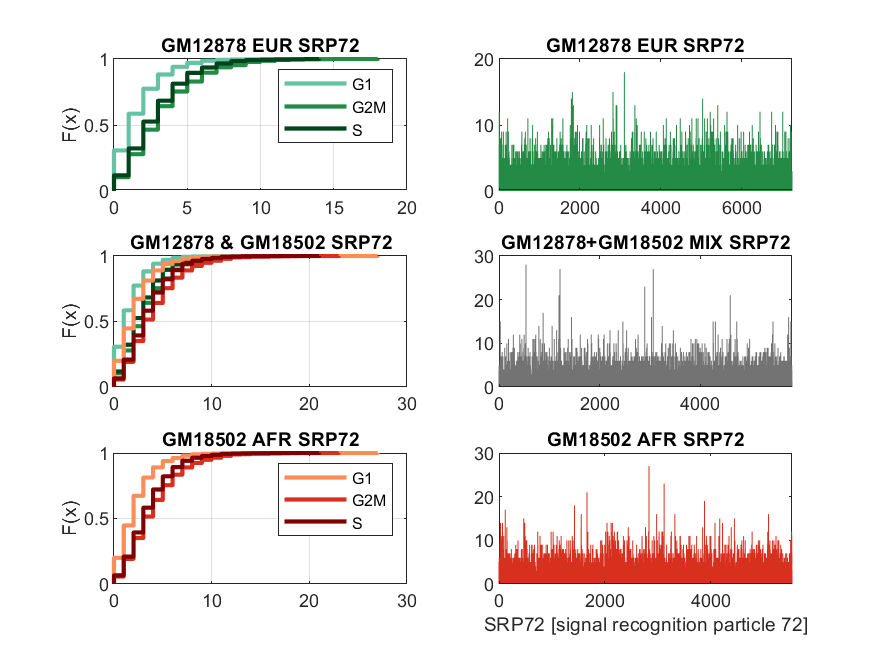 GM12878 EUR SRP72
1
0.5
0
F(x)
0 5 10 15 20
G1
G2M
S
GM12878 EUR SRP72
20
10
0
0 2000 4000 6000
GM12878 & GM18502 SRP72
1
0.5
0
F(x)
0 10 20 30
GM12878+GM18502 MIX SRP72
30
20
10
0
0 2000 4000
GM18502 AFR SRP72
1
0.5
0
F(x)
0 10 20 30
G1
G2M
S
GM18502 AFR SRP72
30
20
10
0
0 2000 4000
SRP72 [signal recognition particle 72]